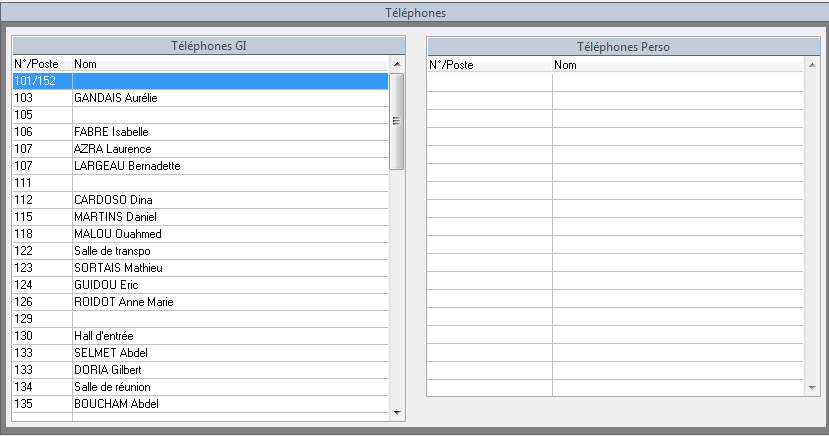 Téléphones
Téléphones GI
N°/Poste Nom
101/152
103 GANDAIS Aurélie
105
106 FABRE Isabelle
107 AZRA Laurence
107 LARGEAU Bernadette
111
112 CARDOSO Dina
115 MARTINS Daniel
118 MALOU Ouahmed
122 Salle de transpo
123 SORTAIS Mathieu
124 GUIDOU Eric
126 ROIDOT Anne Marie
129
130 Hall d'entrée
133 SELMET Abdel
133 DORIA Gilbert
134 Salle de réunion
135 BOUCHAM Abdel
Téléphones Perso
N°/Poste Nom